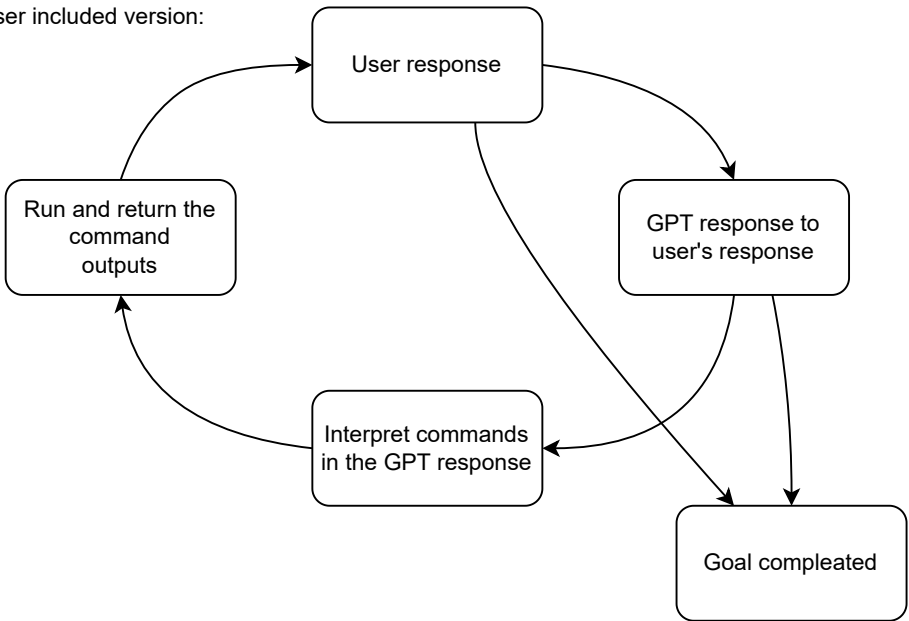 ser included version:
User response
Run and return the
command
outputs
GPT response to
user's response
Interpret commands
in the GPT response
Goal compleated